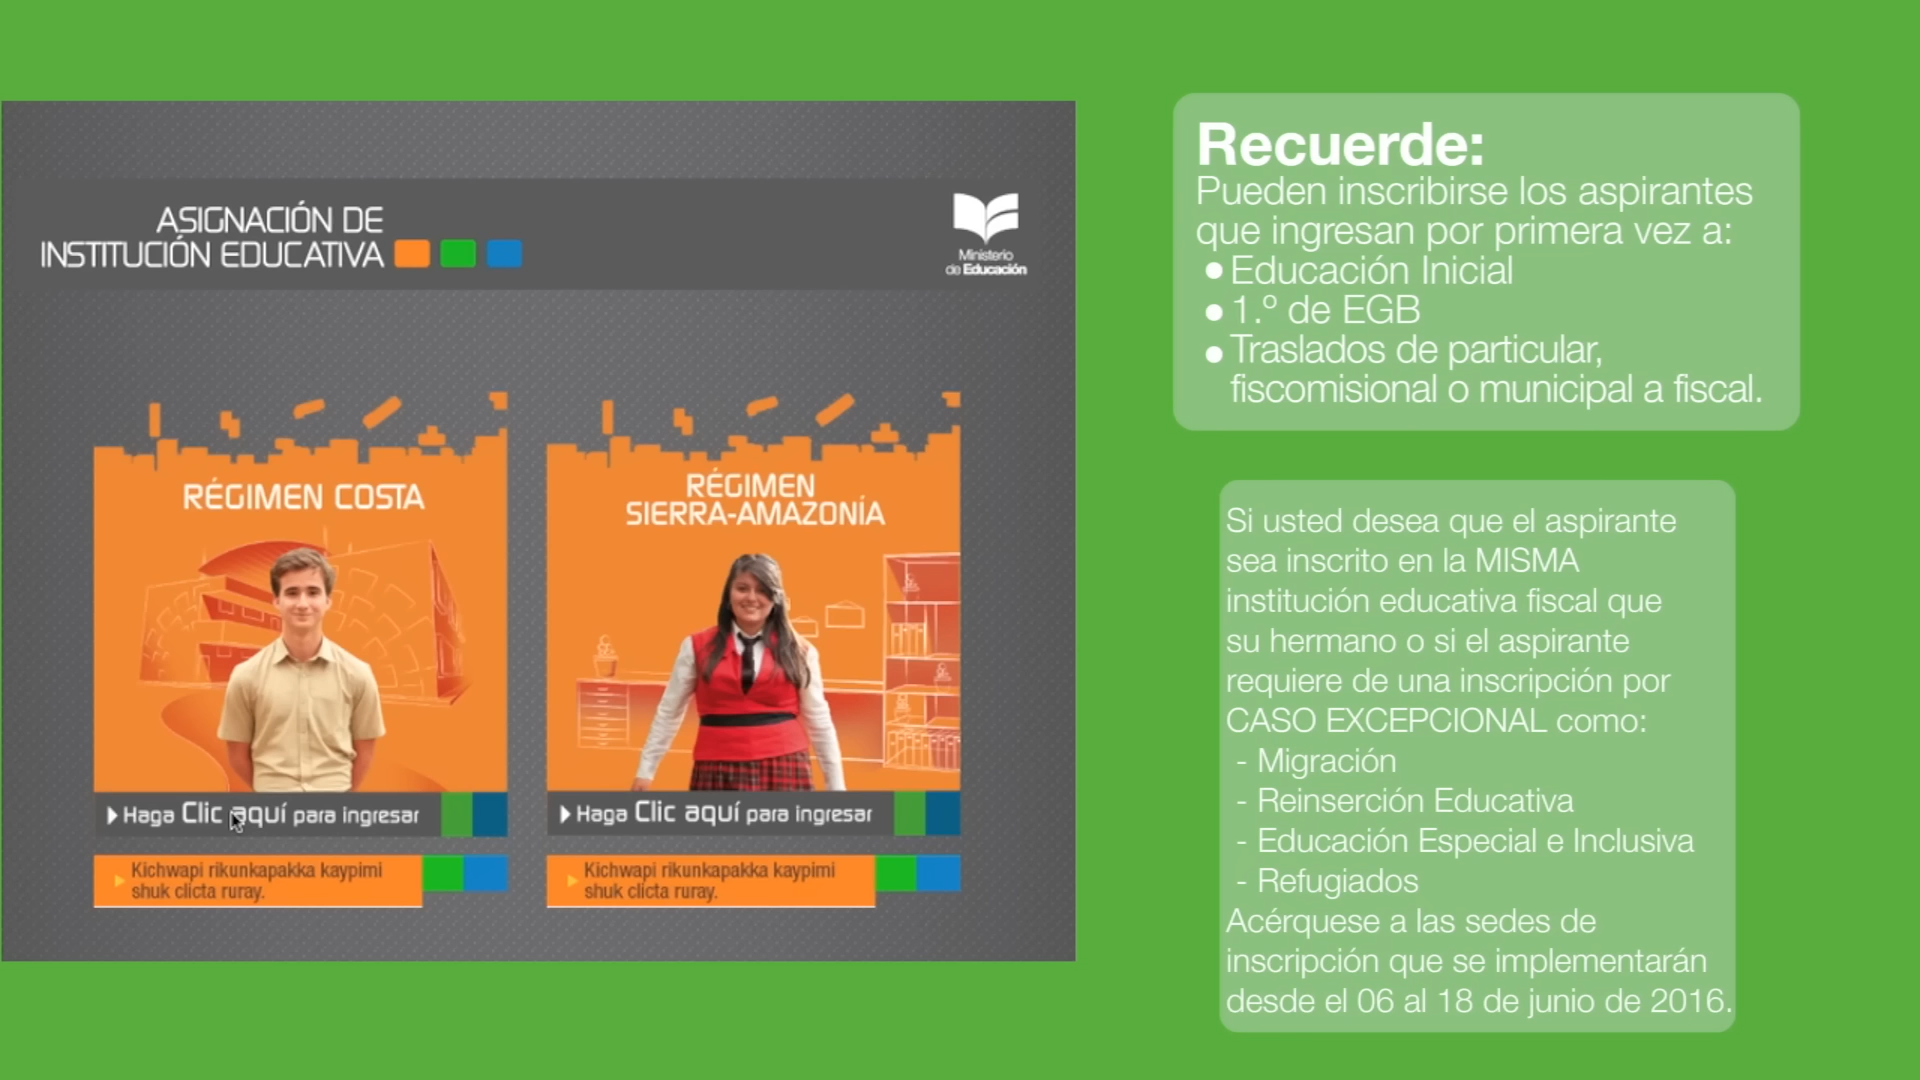 ASIGNACIÓN DE
INSTITUCIÓN EDUCATIVA
Ministerio
de Educación
RÉGIMEN COSTA
Haga Clic aquí para ingresar
Kichwapi rikunkapakka kaypimi
shuk clicta ruray.
RÉGIMEN
SIERRA-AMAZONÍA
Haga Clic aquí para ingresar
Kichwapi rikunkapakka kaypimi
shuk clicta ruray.
Recuerde:
Pueden inscribirse los aspirantes
que ingresan por primera vez a:
● Educación Inicial
● 1.º de EGB
● Traslados de particular,
fiscomisional o municipal a fiscal.
Si usted desea que el aspirante
sea inscrito en la MISMA
institución educativa fiscal que
su hermano o si el aspirante
requiere de una inscripción por
CASO EXCEPCIONAL como:
- Migración
- Reinserción Educativa
- Educación Especial e Inclusiva
- Refugiados
Acérquese a las sedes de
inscripción que se implementarán
desde el 06 al 18 de junio de 2016.